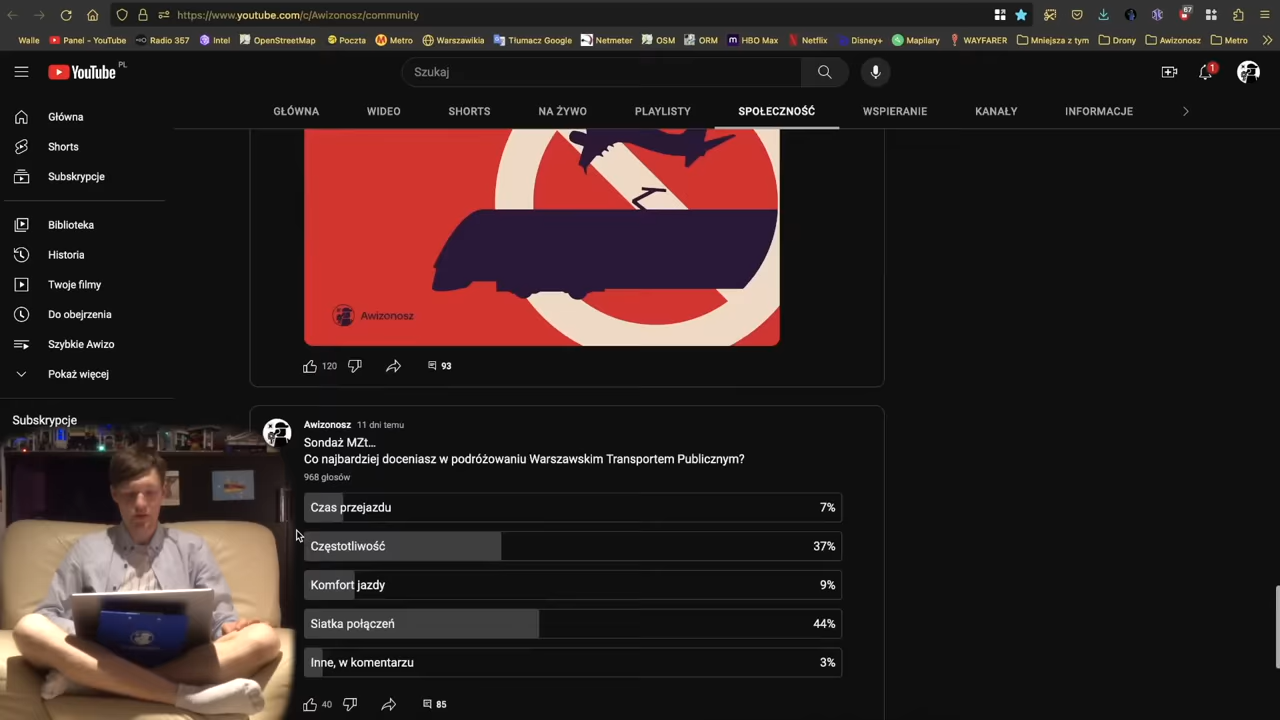 https://www.youtube.com/c/Awizonosz/community
67
Walle
Panel - YouTube
Radio 357
Intel
OpenStreetMap
Poczta
Metro
Warszawikia
Tłumacz Google
Netmeter
OSM
ORM
HBO Max
Netflix
Disney+
Mapilary
WAYFARER
Mniejsza z tym
Drony
Awizonosz
Metro
YouTube PL
Szukaj
1
GŁÓWNA
WIDEO
SHORTS
NA ŻYWO
PLAYLISTY
SPOŁECZNOŚĆ
WSPIERANIE
KANAŁY
INFORMACJE
Główna
Shorts
Subskrypcje
Biblioteka
Historia
Twoje filmy
Do obejrzenia
Szybkie Awizo
Pokaż więcej
Subskrypcje
Awizonosz
120
93
Awizonosz 11 dni temu
Sondaż MZt...
Co najbardziej doceniasz w podróżowaniu Warszawskim Transportem Publicznym?
968 głosów
Czas przejazdu 7%
Częstotliwość 37%
Komfort jazdy 9%
Siatka połączeń 44%
Inne, w komentarzu 3%
40
85